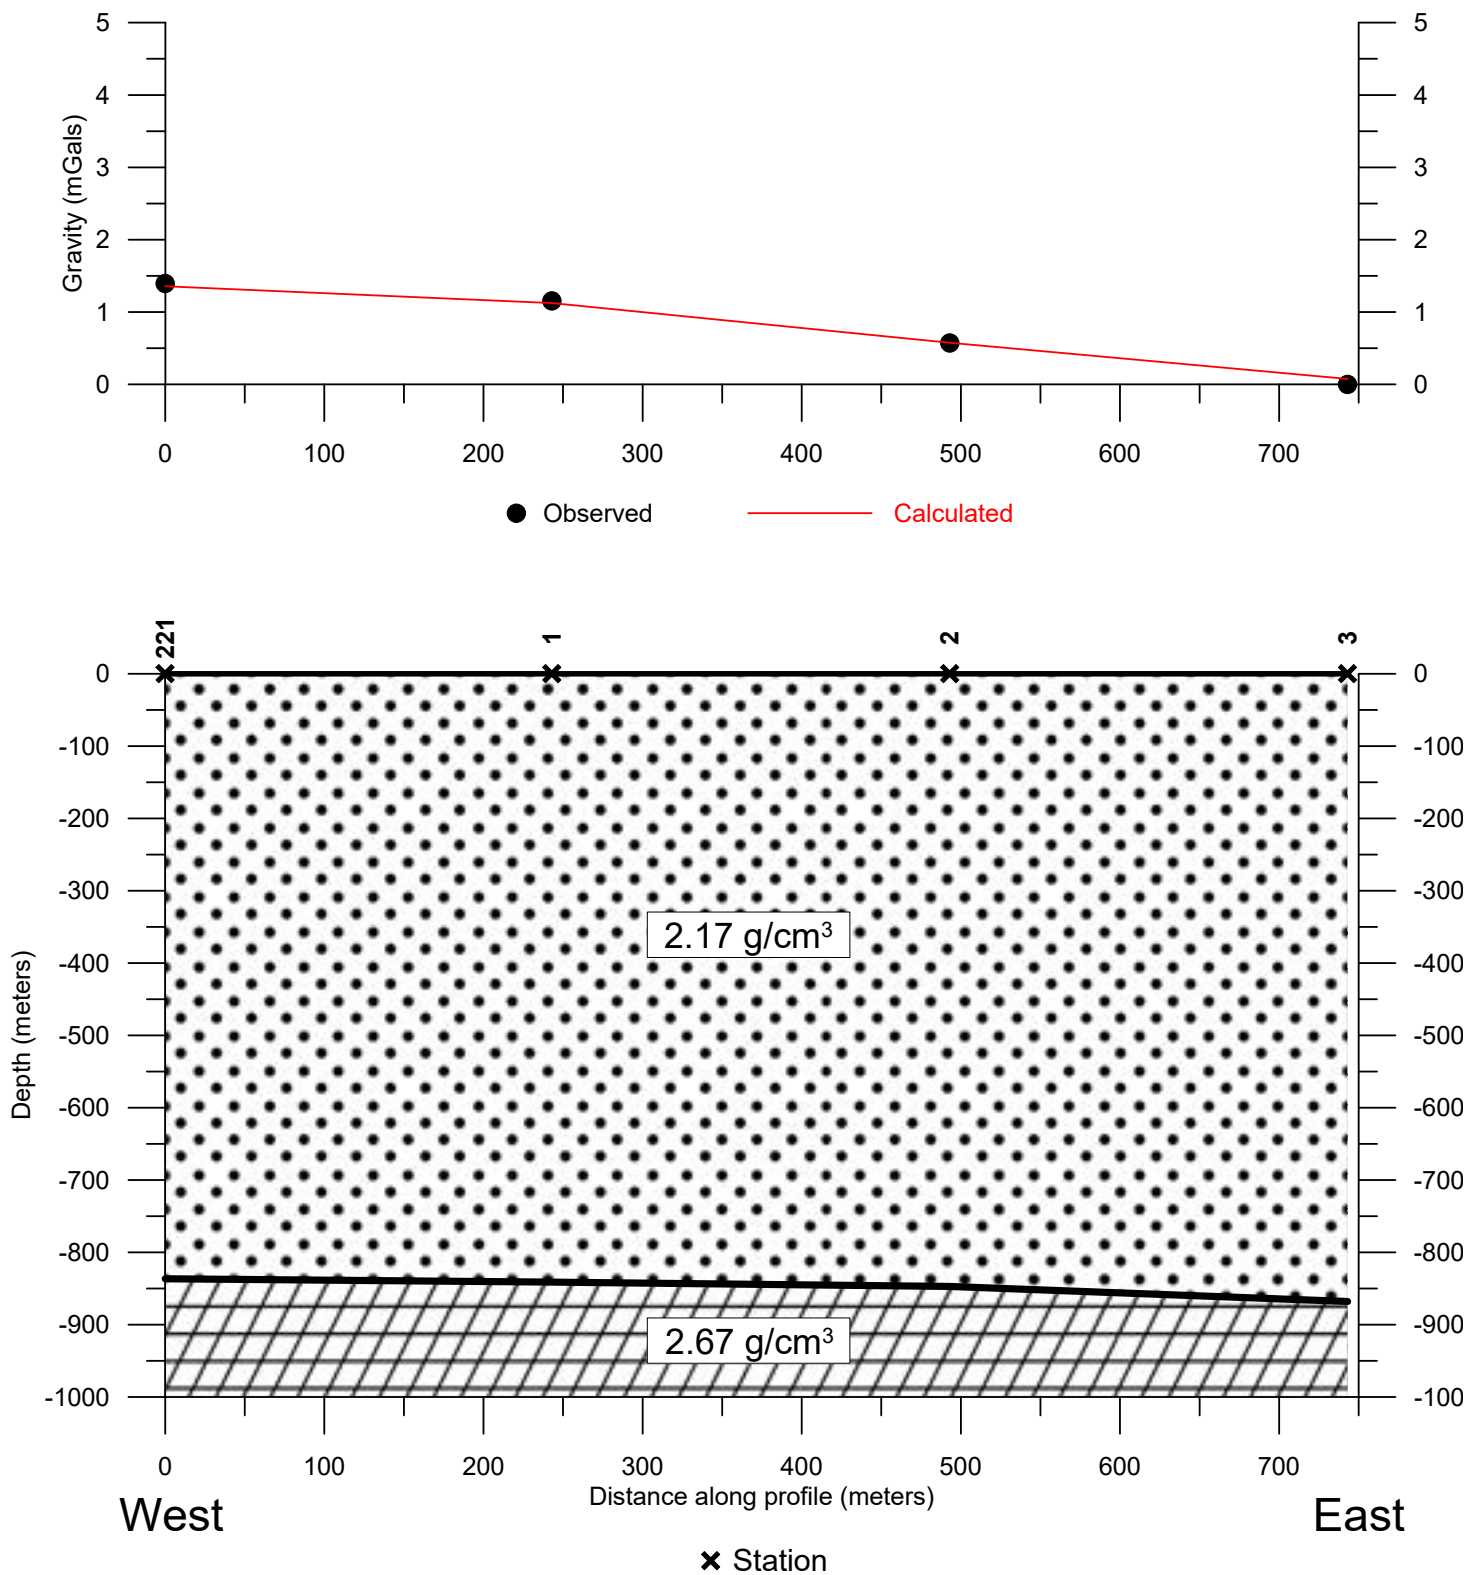 5 5
4 4
3 3
2 2
1 1
0 0
Gravity (mGals)
0 100 200 300 400 500 600 700
Observed Calculated
221 1 2 3
0 0
-100 -100
-200 -200
-300 -300
2.17 g/cm³
-400 -400
-500 -500
-600 -600
-700 -700
-800 -800
-900 -900
2.67 g/cm³
-1000 -100
Depth (meters)
0 100 200 300 400 500 600 700
Distance along profile (meters)
West East
Station